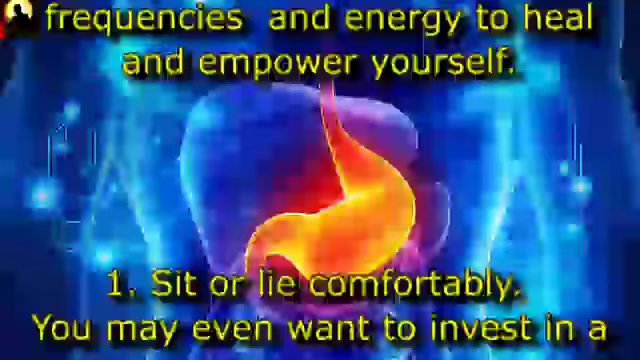 frequencies and energy to heal
and empower yourself.
1. Sit or lie comfortably.
You may even want to invest in a